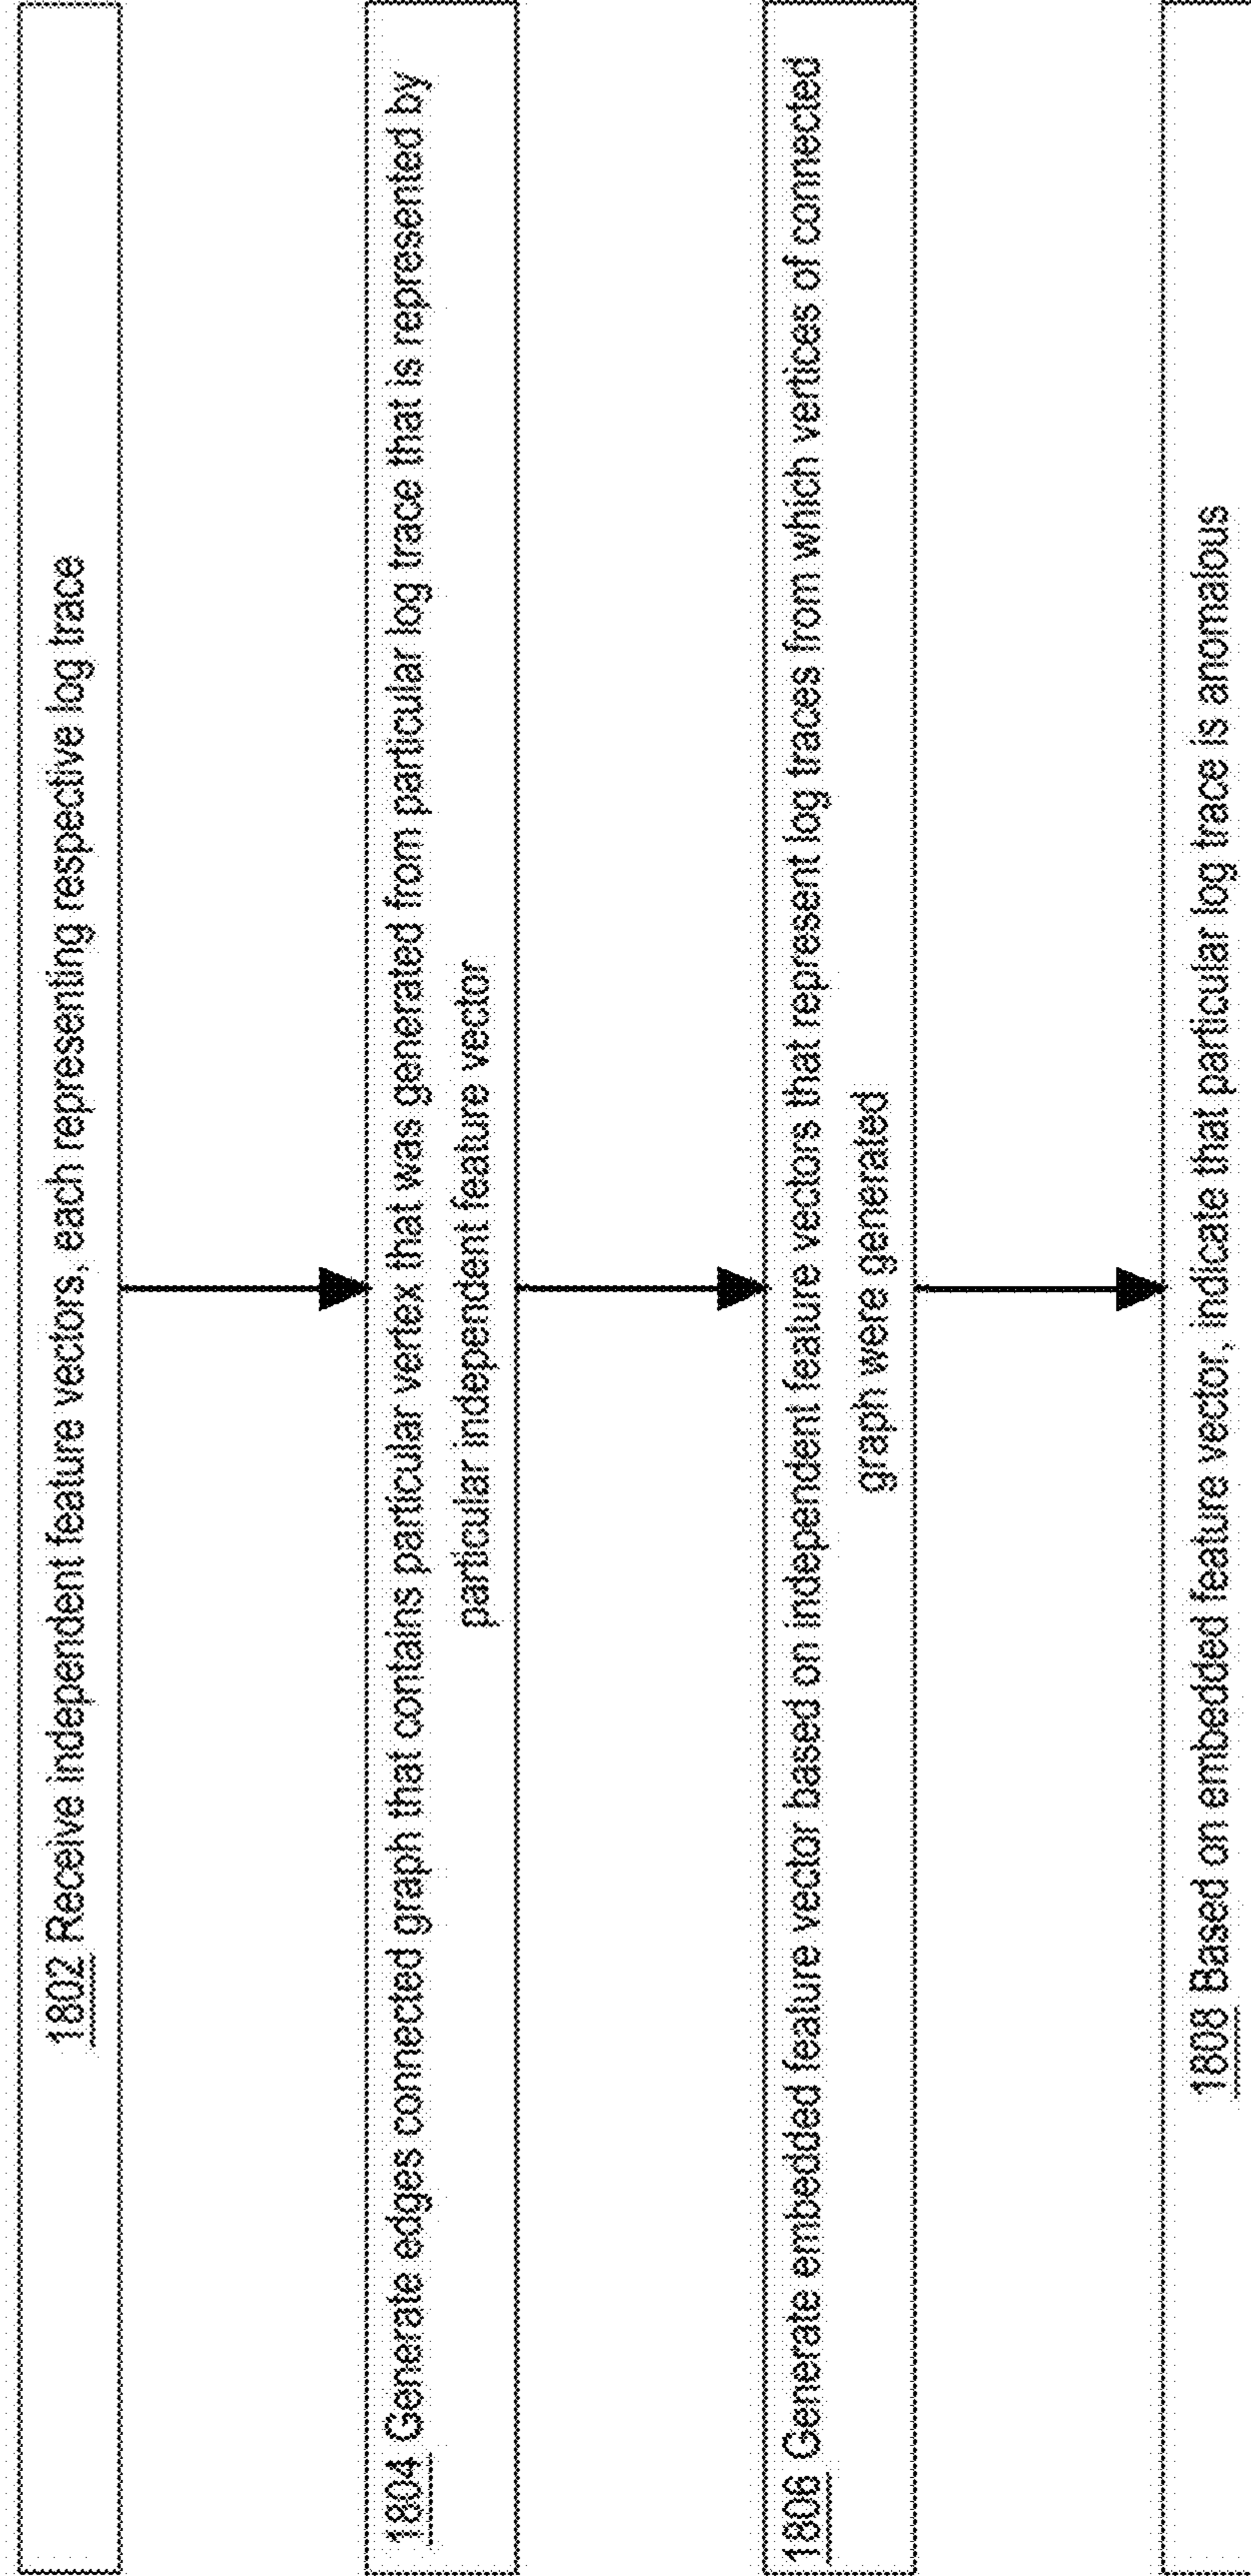 1802 Receive independent feature vectors, each representing respective log trace
1804 Generate edges connected graph that contains particular vertex that was generated from particular log trace that is represented by
particular independent feature vector
1806 Generate embedded feature vector based on independent feature vectors that represent log traces from which vertices of connected
graph were generated
1808 Based on embedded feature vector, indicate that particular log trace is anomalous